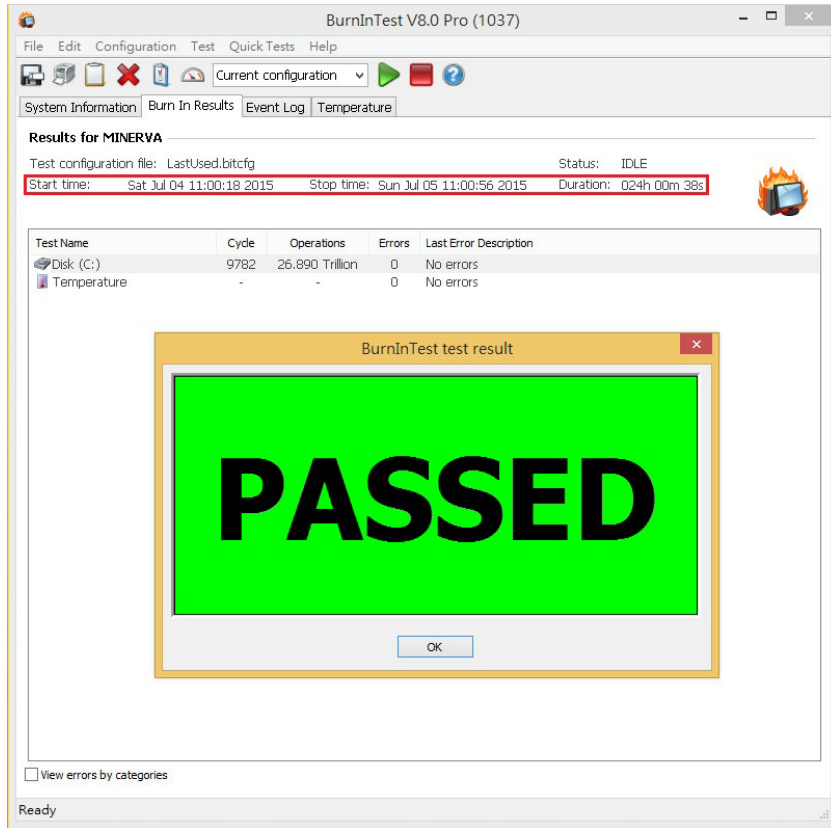 BurnInTest V8.0 Pro (1037)
File Edit Configuration Test Quick Tests Help
Current configuration
System Information Burn In Results Event Log Temperature
Results for MINERVA
Test configuration file: LastUsed.bitcfg Status: IDLE
Start time: Sat Jul 04 11:00:18 2015 Stop time: Sun Jul 05 11:00:56 2015 Duration: 024h 00m 38s
Test Name Cycle Operations Errors Last Error Description
Disk (C:) 9782 26.890 Trillion 0 No errors
Temperature - - 0 No errors
BurnInTest test result
PASSED
OK
View errors by categories
Ready